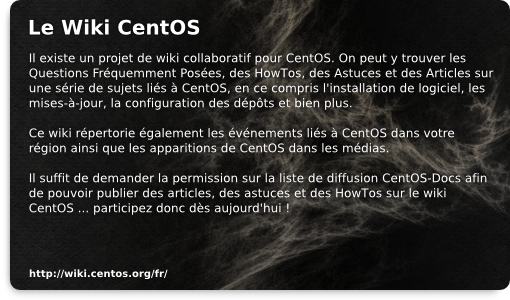 Le Wiki CentOS
Il existe un projet de wiki collaboratif pour CentOS. On peut y trouver les
Questions Fréquemment Posées, des HowTos, des Astuces et des Articles sur
une série de sujets liés à CentOS, en ce compris l'installation de logiciel, les
mises-à-jour, la configuration des dépôts et bien plus.
Ce wiki répertorie également les événements liés à CentOS dans votre
région ainsi que les apparitions de CentOS dans les médias.
Il suffit de demander la permission sur la liste de diffusion CentOS-Docs afin
de pouvoir publier des articles, des astuces et des HowTos sur le wiki
CentOS ... participez donc dès aujourd'hui !
http://wiki.centos.org/fr/